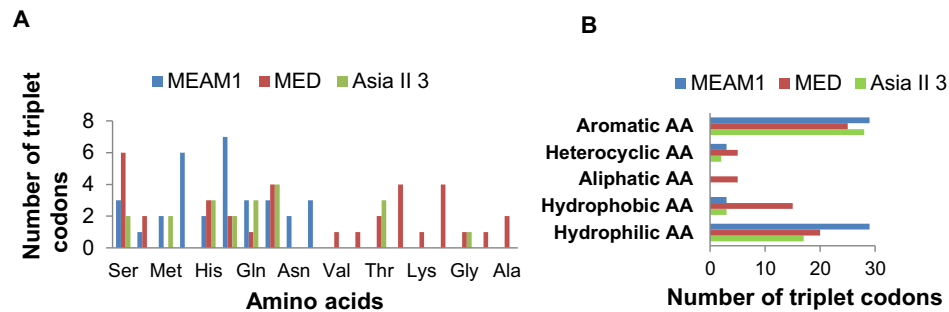 A
Number of triplet codons
MEAM1 MED Asia II 3
8
6
4
2
0
Ser Met His Gln Asn Val Thr Lys Gly Ala
Amino acids
B
MEAM1 MED Asia II 3
Aromatic AA
Heterocyclic AA
Aliphatic AA
Hydrophobic AA
Hydrophilic AA
0 10 20 30
Number of triplet codons